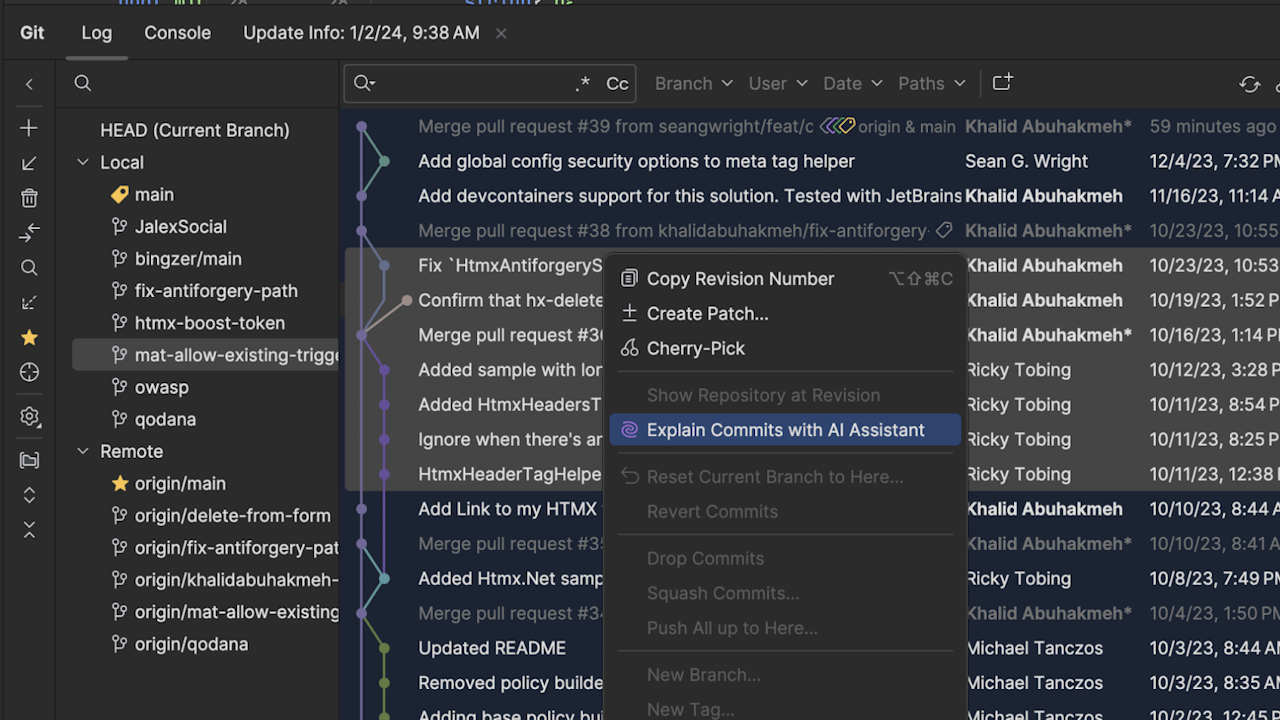 Git Log Console Update Info: 1/2/24, 9:38 AM
.* Cc Branch User Date Paths
HEAD (Current Branch)
Local
main
JalexSocial
bingzer/main
fix-antiforgery-path
htmx-boost-token
mat-allow-existing-trigge
owasp
qodana
Remote
origin/main
origin/delete-from-form
origin/fix-antiforgery-pat
origin/khalidabuhakmeh-
origin/mat-allow-existing
origin/qodana
Merge pull request #39 from seangwright/feat/c origin & main Khalid Abuhakmeh* 59 minutes ago
Add global config security options to meta tag helper Sean G. Wright 12/4/23, 7:32 PM
Add devcontainers support for this solution. Tested with JetBrains Khalid Abuhakmeh 11/16/23, 11:14 A
Merge pull request #38 from khalidabuhakmeh/fix-antiforgery- Khalid Abuhakmeh* 10/23/23, 10:55
Fix `HtmxAntiforgeryS Khalid Abuhakmeh 10/23/23, 10:53
Confirm that hx-delete Khalid Abuhakmeh 10/19/23, 1:52 P
Merge pull request #36 Khalid Abuhakmeh* 10/16/23, 1:14 P
Added sample with lor Ricky Tobing 10/12/23, 3:28 P
Added HtmxHeadersT Ricky Tobing 10/11/23, 8:54 P
Ignore when there's ar Ricky Tobing 10/11/23, 8:25 P
HtmxHeaderTagHelpe Ricky Tobing 10/11/23, 12:38
Add Link to my HTMX Khalid Abuhakmeh 10/10/23, 8:44 A
Merge pull request #35 Khalid Abuhakmeh* 10/10/23, 8:41 A
Added Htmx.Net samp Ricky Tobing 10/8/23, 7:49 PM
Merge pull request #34 Khalid Abuhakmeh* 10/4/23, 1:50 PM
Updated README Michael Tanczos 10/3/23, 8:44 AM
Removed policy builde Michael Tanczos 10/3/23, 8:35 AM
Adding base policy bui Michael Tanczos 10/2/23, 12:45 P
Copy Revision Number ⌥⇧⌘C
Create Patch...
Cherry-Pick
Show Repository at Revision
Explain Commits with AI Assistant
Reset Current Branch to Here...
Revert Commits
Drop Commits
Squash Commits...
Push All up to Here...
New Branch...
New Tag...